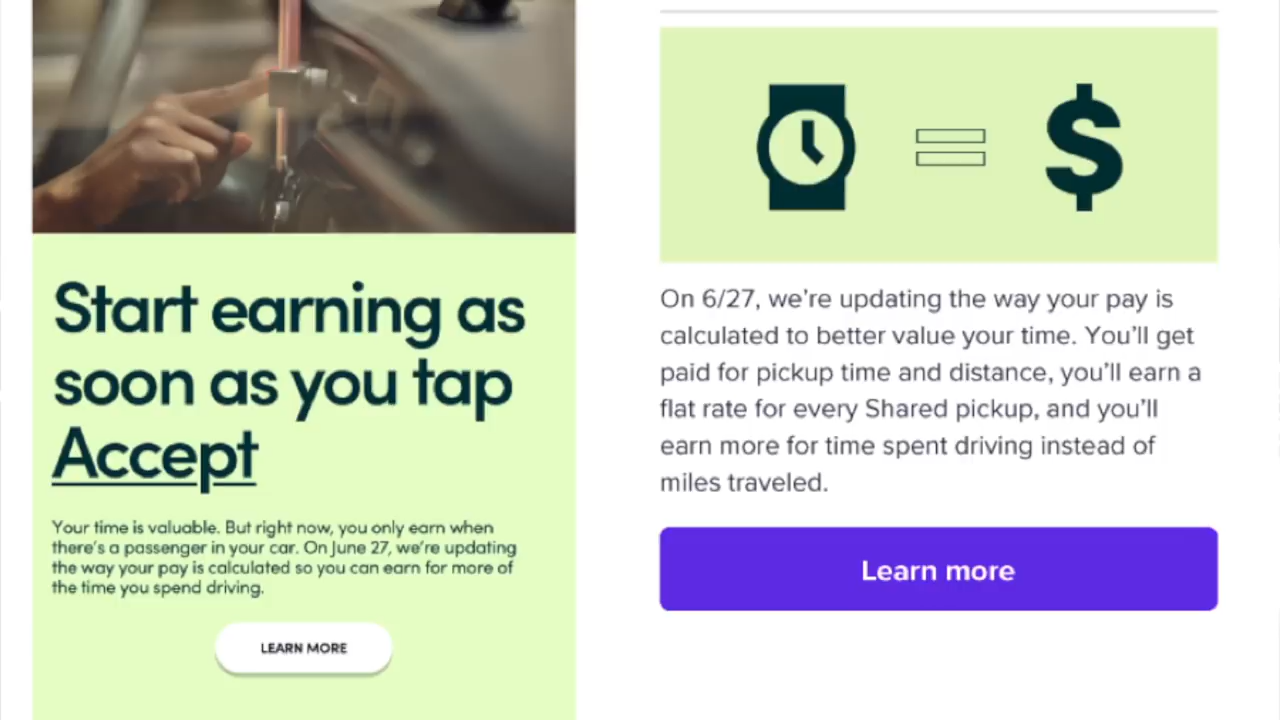 Start earning as
soon as you tap
Accept
Your time is valuable. But right now, you only earn when
there's a passenger in your car. On June 27, we're updating
the way your pay is calculated so you can earn for more of
the time you spend driving.
LEARN MORE
$
On 6/27, we're updating the way your pay is
calculated to better value your time. You'll get
paid for pickup time and distance, you'll earn a
flat rate for every Shared pickup, and you'll
earn more for time spent driving instead of
miles traveled.
Learn more